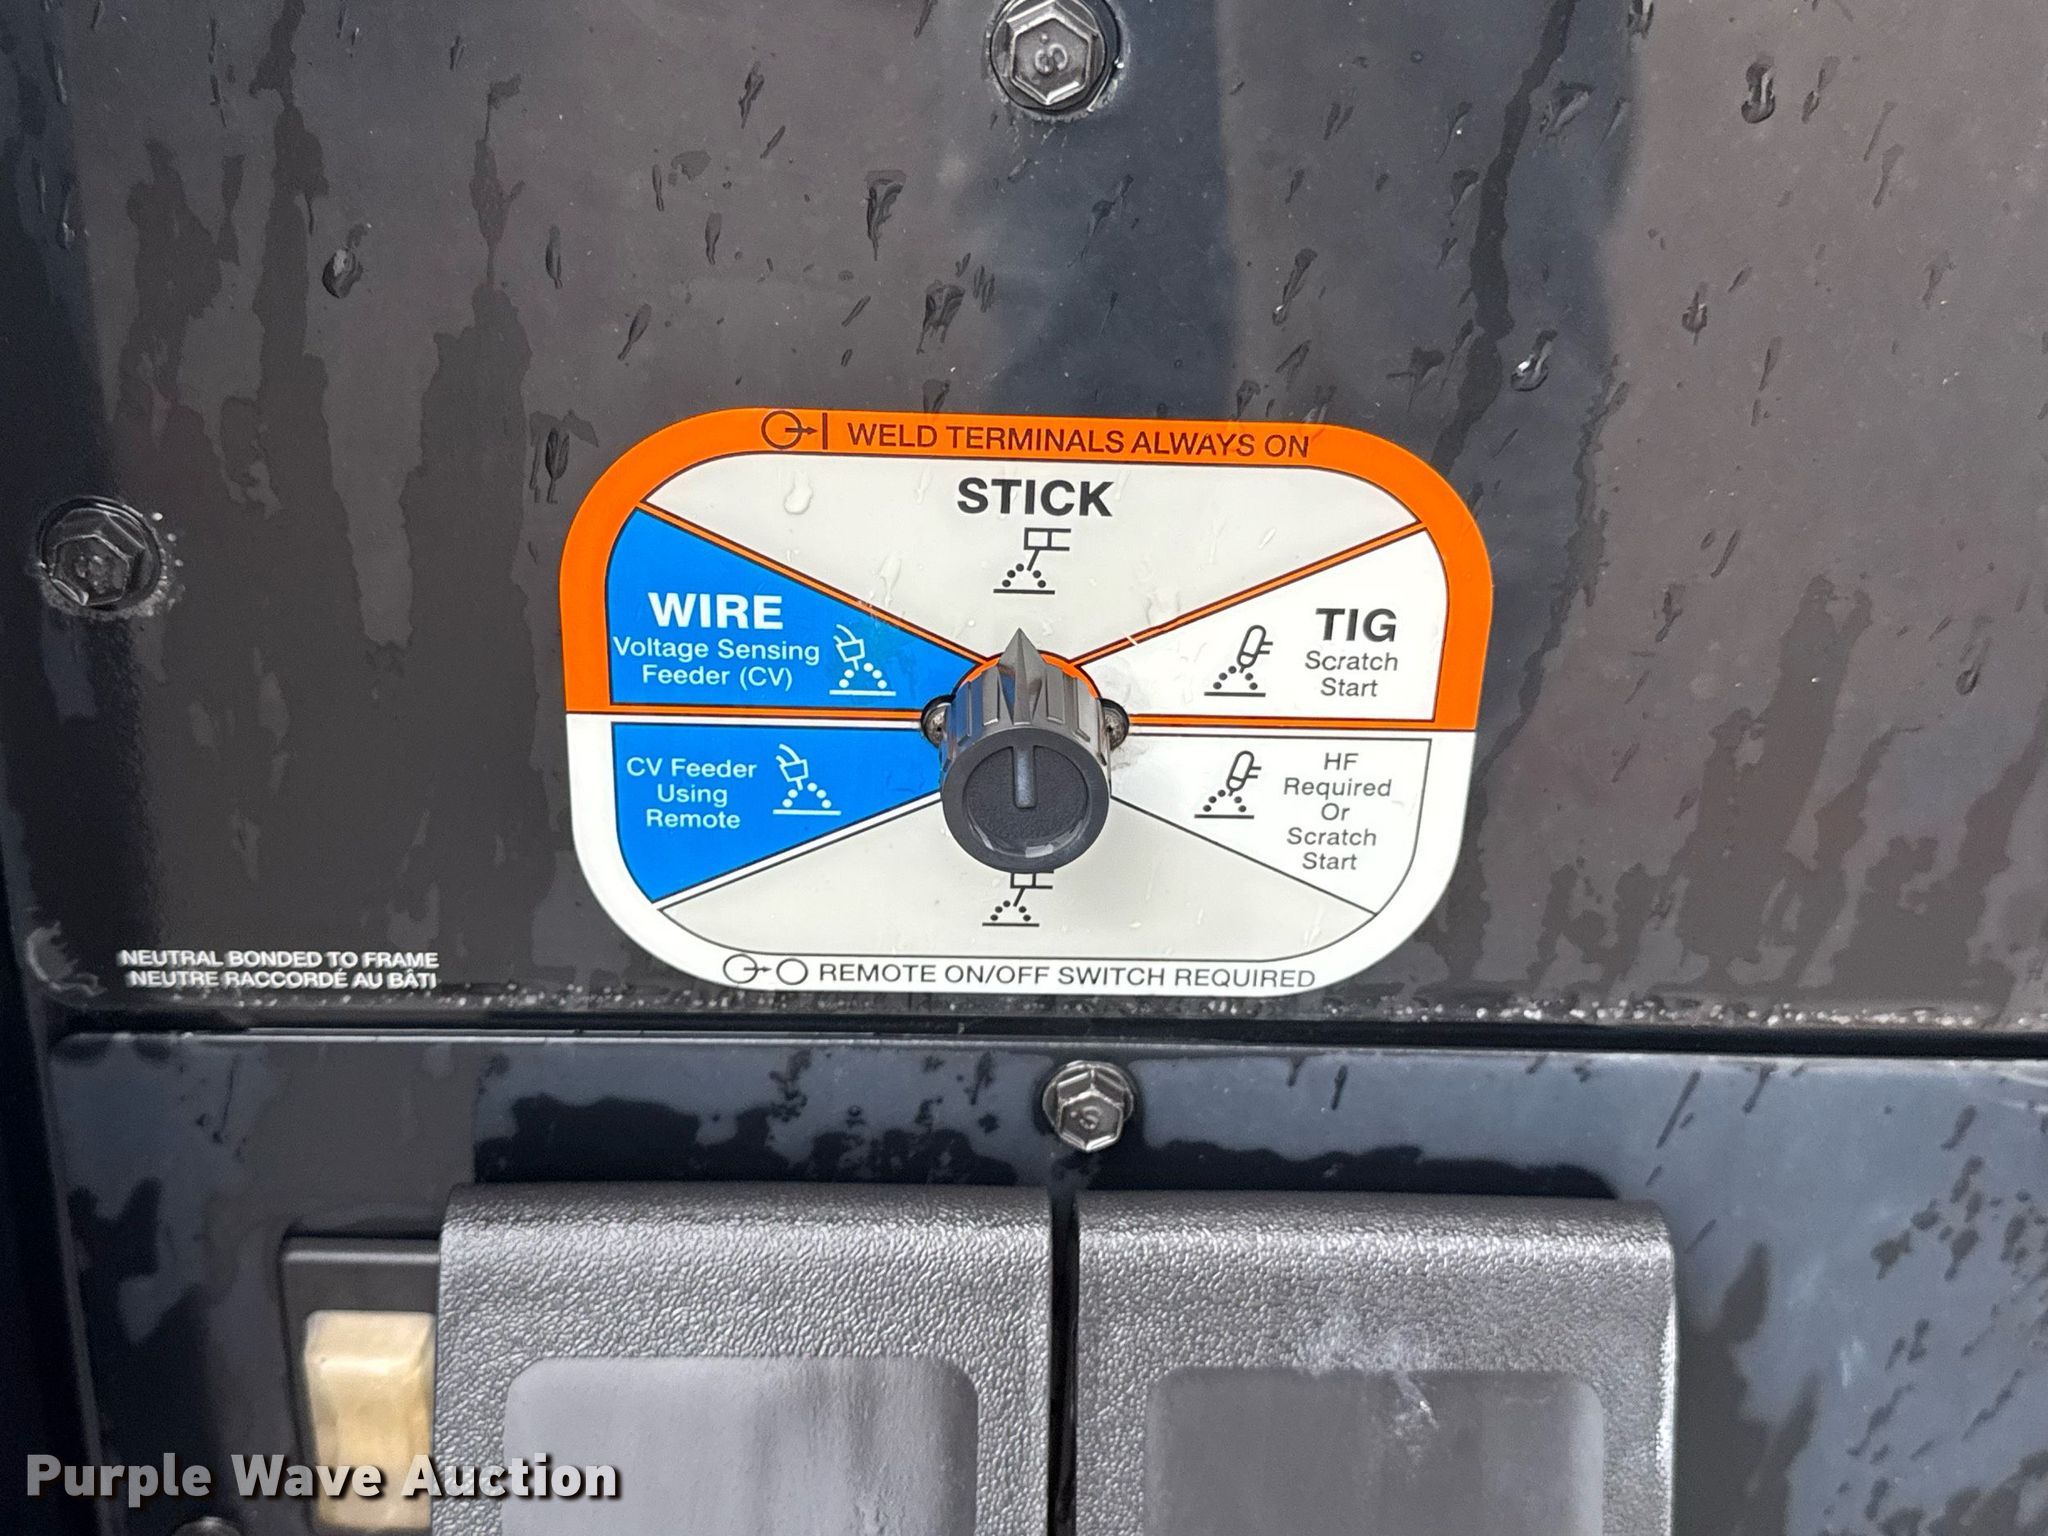 WELD TERMINALS ALWAYS ON
STICK
WIRE
Voltage Sensing
Feeder (CV)
TIG
Scratch
Start
CV Feeder
Using
Remote
HF
Required
Or
Scratch
Start
REMOTE ON/OFF SWITCH REQUIRED
NEUTRAL BONDED TO FRAME
NEUTRE RACCORDÉ AU BÂTI
Purple Wave Auction